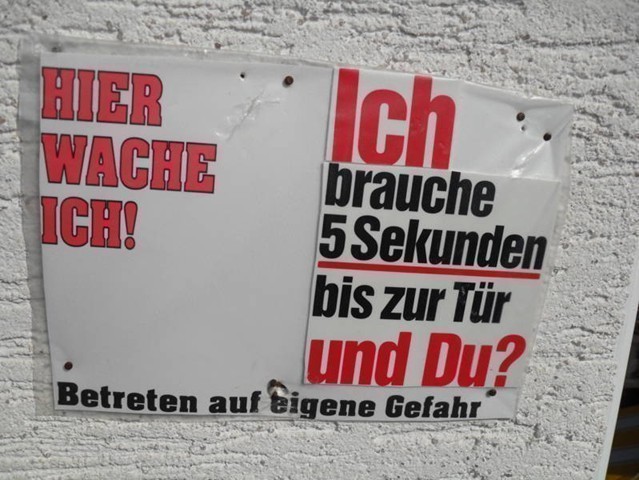 HIER
WACHE
ICH!
Ich
brauche
5 Sekunden
bis zur Tür
und Du?
Betreten auf eigene Gefahr